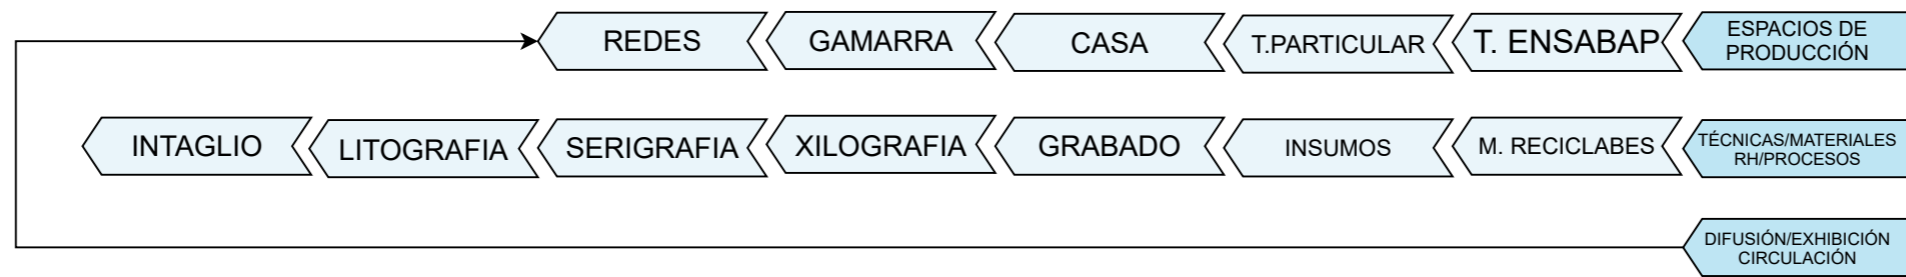 REDES GAMARRA CASA T.PARTICULAR T. ENSABAP ESPACIOS DE
PRODUCCIÓN
INTAGLIO LITOGRAFIA SERIGRAFIA XILOGRAFIA GRABADO INSUMOS M. RECICLABES TÉCNICAS/MATERIALES
RH/PROCESOS
DIFUSIÓN/EXHIBICIÓN
CIRCULACIÓN